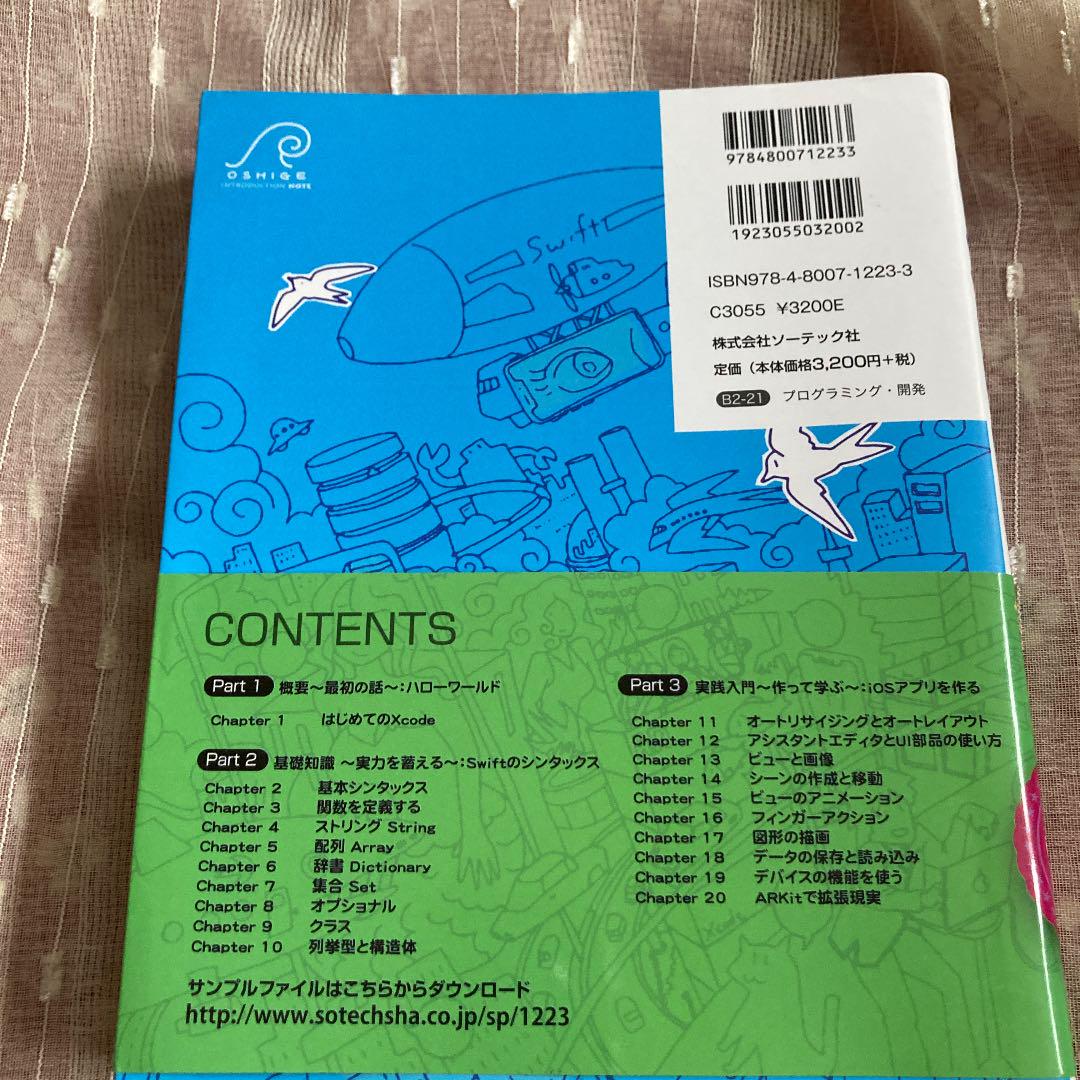 OSHIGE
INTRODUCTION NOTE
Swift
9784800712233
1923055032002
ISBN978-4-8007-1223-3
C3055 ¥3200E
株式会社ソーテック社
定価(本体価格3,200円+税)
B2-21 プログラミング・開発
CONTENTS
Part 1 概要〜最初の話〜:ハローワールド
Chapter 1 はじめてのXcode
Part 2 基礎知識 〜実力を蓄える〜:Swiftのシンタックス
Chapter 2 基本シンタックス
Chapter 3 関数を定義する
Chapter 4 ストリング String
Chapter 5 配列 Array
Chapter 6 辞書 Dictionary
Chapter 7 集合 Set
Chapter 8 オプショナル
Chapter 9 クラス
Chapter 10 列挙型と構造体
Part 3 実践入門〜作って学ぶ〜:iOSアプリを作る
Chapter 11 オートリサイジングとオートレイアウト
Chapter 12 アシスタントエディタとUI部品の使い方
Chapter 13 ビューと画像
Chapter 14 シーンの作成と移動
Chapter 15 ビューのアニメーション
Chapter 16 フィンガーアクション
Chapter 17 図形の描画
Chapter 18 データの保存と読み込み
Chapter 19 デバイスの機能を使う
Chapter 20 ARKitで拡張現実
サンプルファイルはこちらからダウンロード
http://www.sotechsha.co.jp/sp/1223